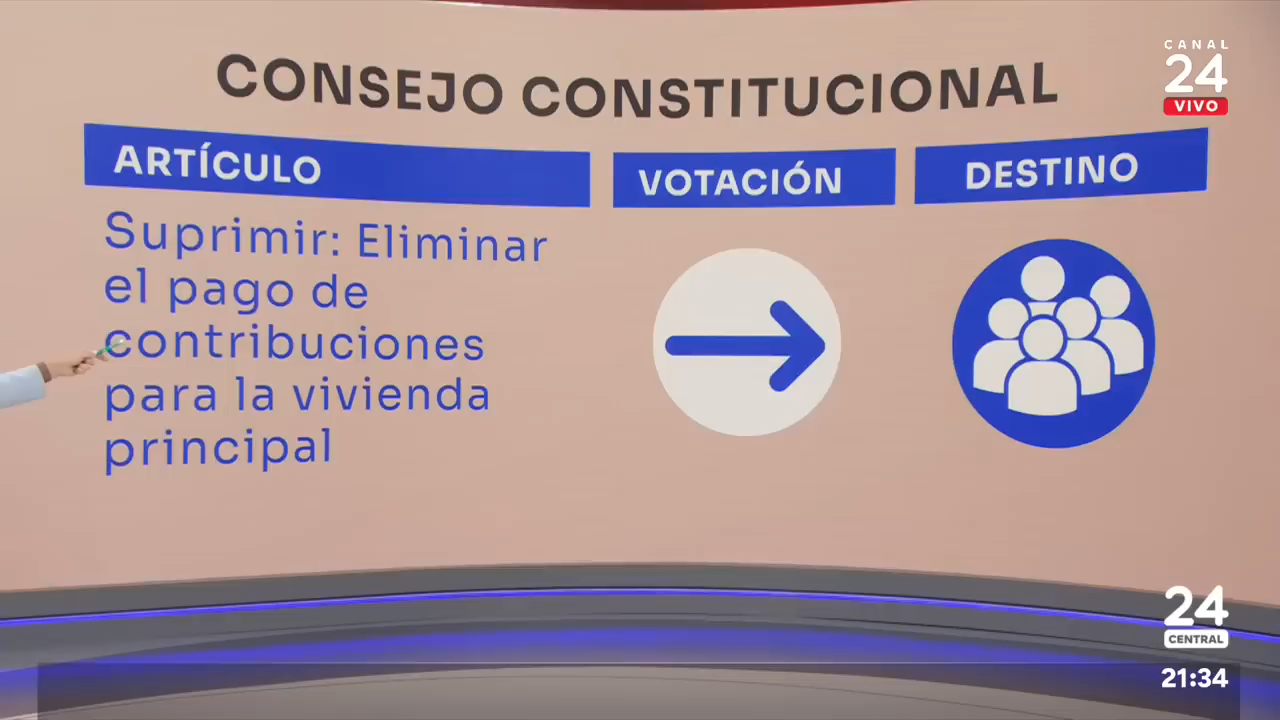 CONSEJO CONSTITUCIONAL
ARTÍCULO
VOTACIÓN
DESTINO
Suprimir: Eliminar
el pago de
contribuciones
para la vivienda
principal
CANAL
24
VIVO
24
CENTRAL
21:34